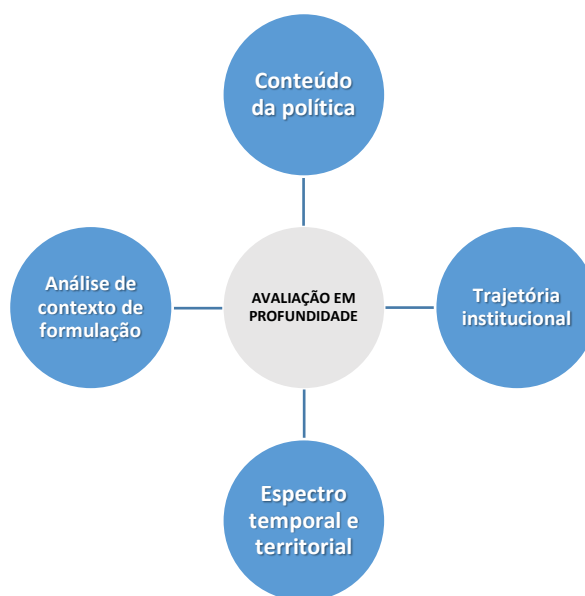 Conteúdo
da política
Análise de
contexto de
formulação
AVALIAÇÃO EM
PROFUNDIDADE
Trajetória
institucional
Espectro
temporal e
territorial